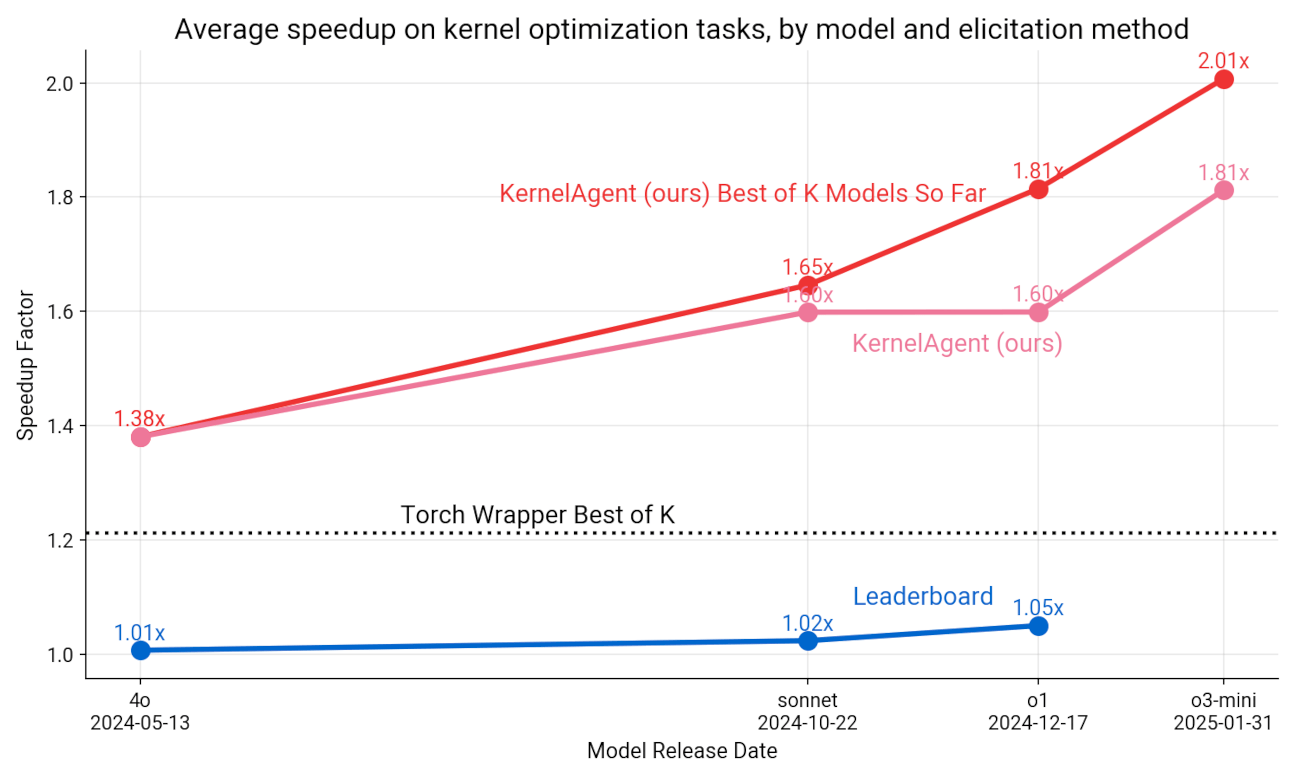 Average speedup on kernel optimization tasks, by model and elicitation method
2.01x
2.0
1.81x
1.81x
KernelAgent (ours) Best of K Models So Far
1.8
1.65x
1.60x
1.60x
1.6
KernelAgent (ours)
Speedup Factor
1.38x
1.4
Torch Wrapper Best of K
1.2
Leaderboard
1.05x
1.02x
1.01x
1.0
4o
2024-05-13
sonnet
2024-10-22
o1
2024-12-17
o3-mini
2025-01-31
Model Release Date